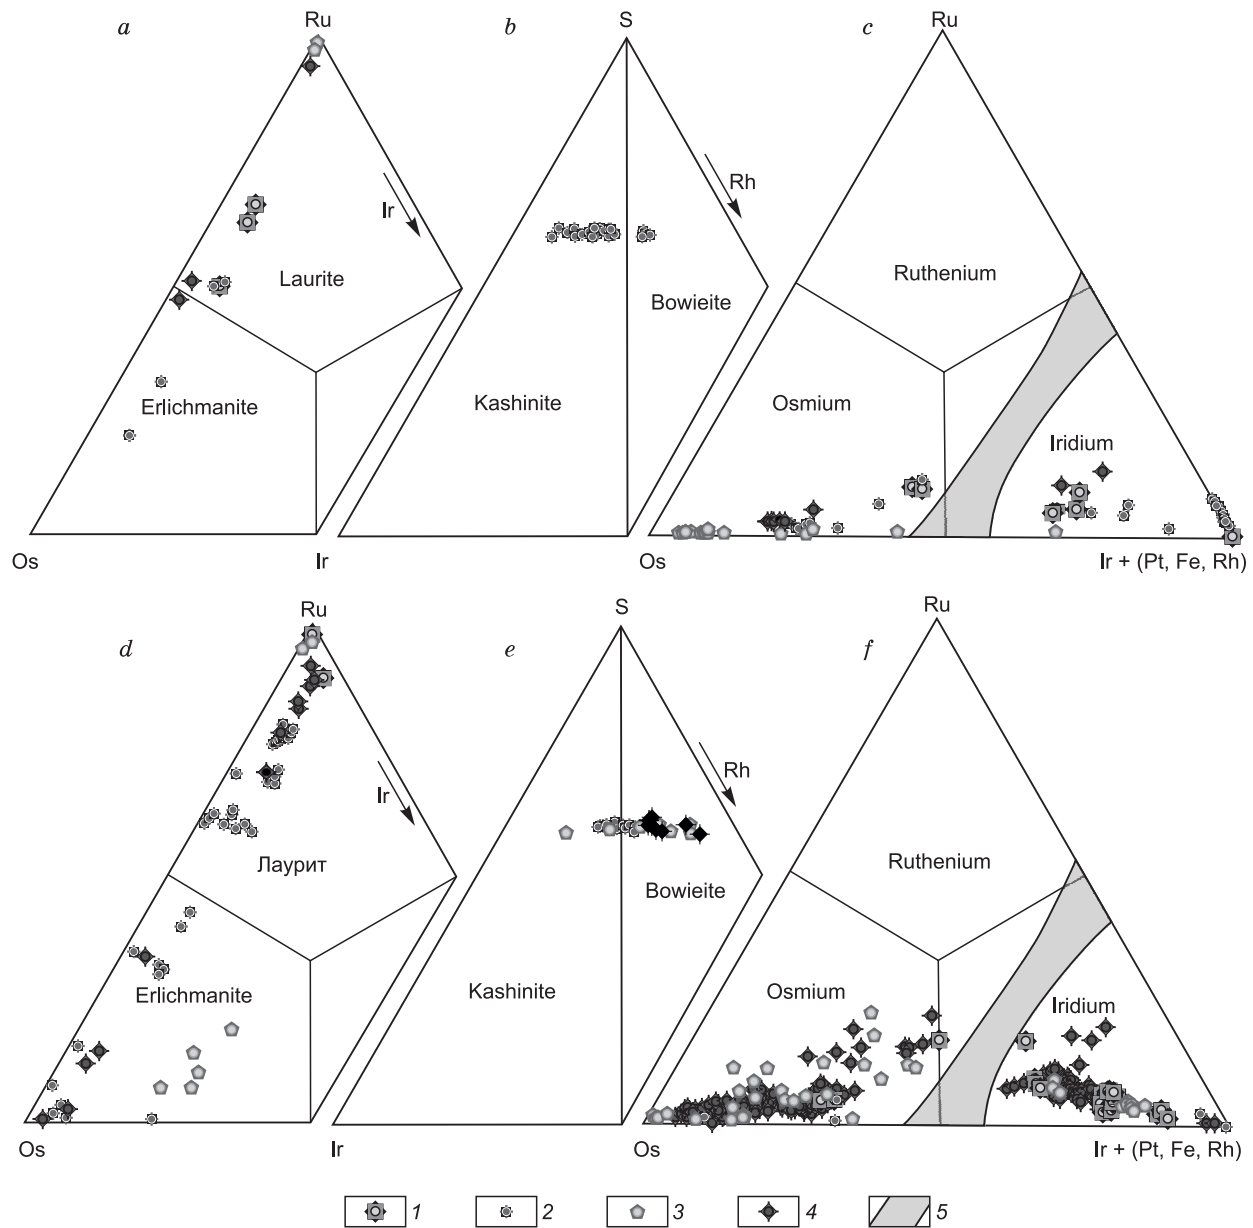 a
Ru
b
S
c
Ru
Ir
Laurite
Erlichmanite
Os
Ir
Rh
Kashinite
Bowieite
Ruthenium
Osmium
Iridium
Os
Ir + (Pt, Fe, Rh)
d
Ru
e
S
f
Ru
Ir
Лаурит
Erlichmanite
Os
Ir
Rh
Kashinite
Bowieite
Ruthenium
Osmium
Iridium
Os
Ir + (Pt, Fe, Rh)
1
2
3
4
5